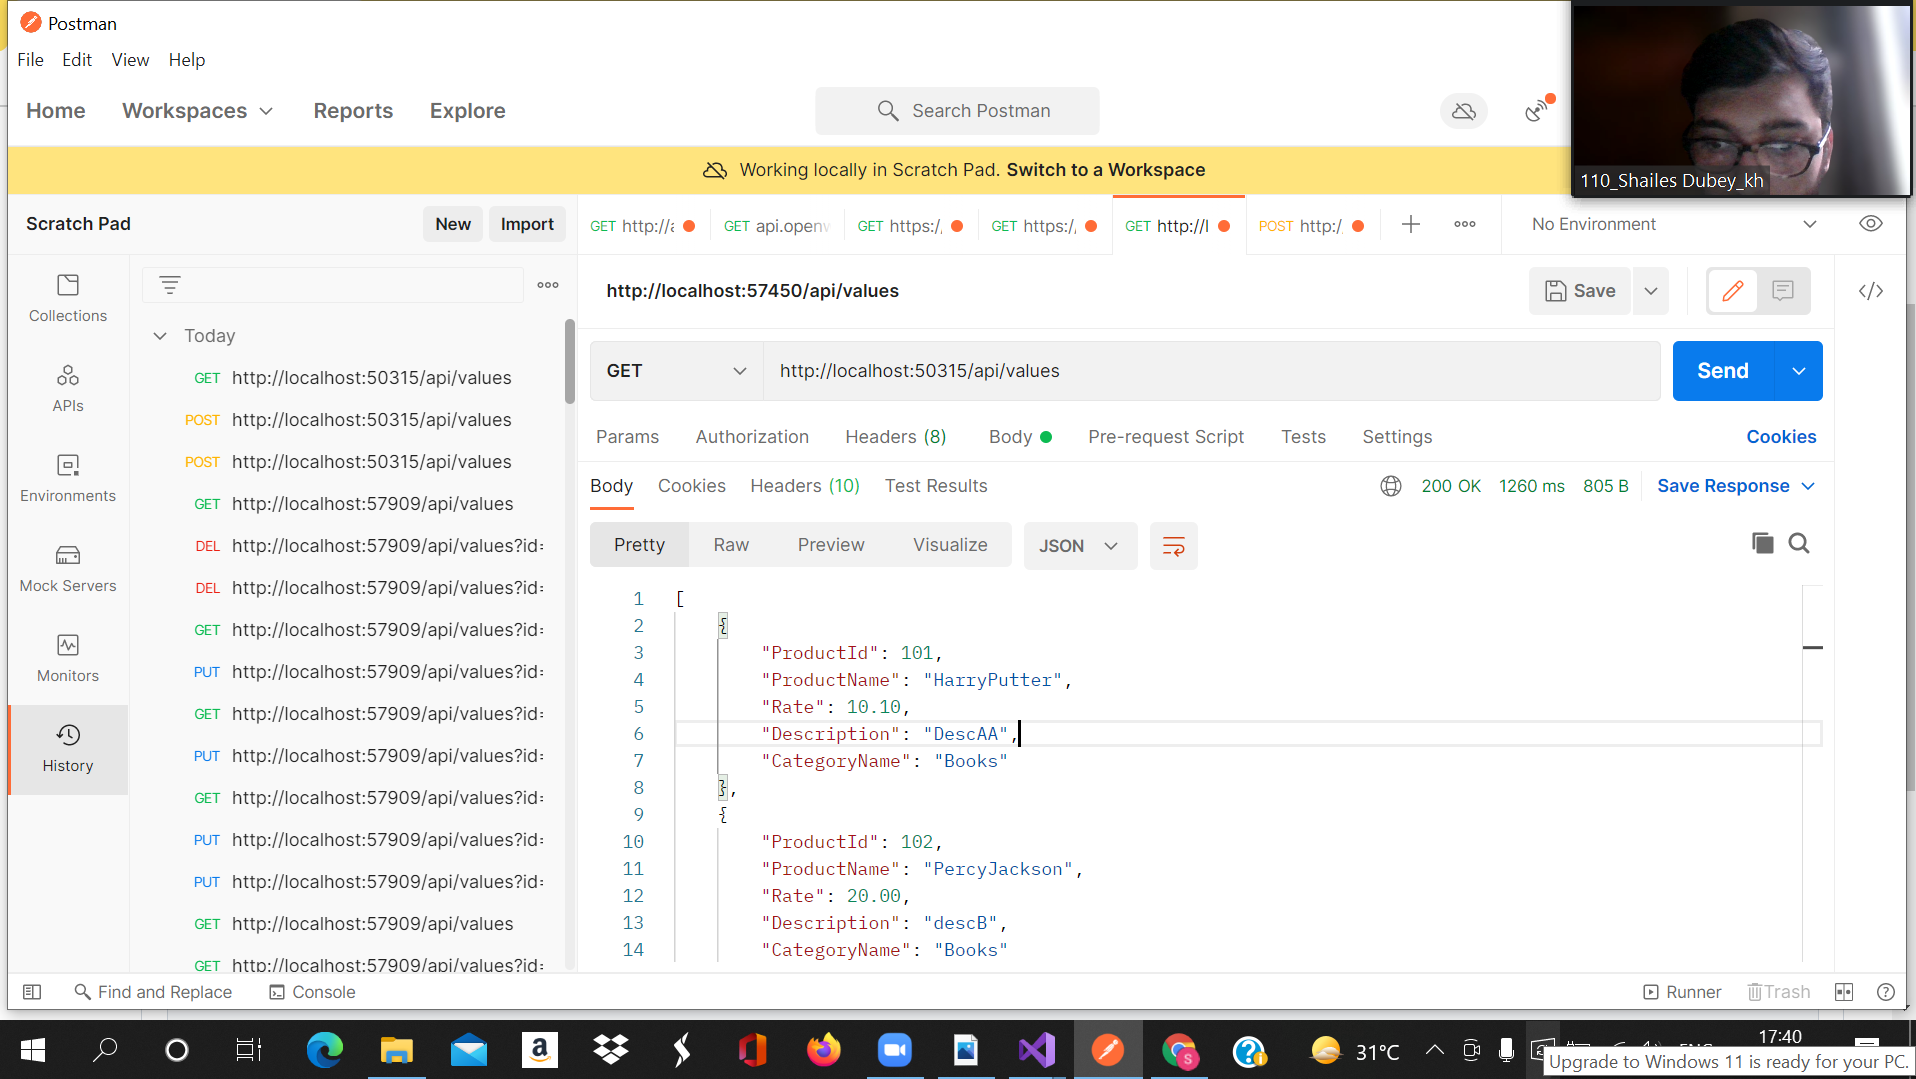 Postman
File Edit View Help
Home Workspaces Reports Explore
Search Postman
110_Shailes Dubey_kh
Working locally in Scratch Pad. Switch to a Workspace
Scratch Pad
New Import
GET http://a GET api.openw GET https:/, GET https:/, GET http://l POST http:/,
No Environment
Collections
APIs
Environments
Mock Servers
Monitors
History
Today
GET http://localhost:50315/api/values
POST http://localhost:50315/api/values
POST http://localhost:50315/api/values
GET http://localhost:57909/api/values
DEL http://localhost:57909/api/values?id=
DEL http://localhost:57909/api/values?id=
GET http://localhost:57909/api/values?id=
PUT http://localhost:57909/api/values?id=
GET http://localhost:57909/api/values?id=
PUT http://localhost:57909/api/values?id=
GET http://localhost:57909/api/values?id=
PUT http://localhost:57909/api/values?id=
PUT http://localhost:57909/api/values?id=
GET http://localhost:57909/api/values
GET http://localhost:57909/api/values?id=
http://localhost:57450/api/values
Save
GET http://localhost:50315/api/values
Send
Params Authorization Headers (8) Body Pre-request Script Tests Settings Cookies
Body Cookies Headers (10) Test Results
200 OK 1260 ms 805 B Save Response
Pretty Raw Preview Visualize JSON
1 [
2 {
3 "ProductId": 101,
4 "ProductName": "HarryPutter",
5 "Rate": 10.10,
6 "Description": "DescAA",
7 "CategoryName": "Books"
8 },
9 {
10 "ProductId": 102,
11 "ProductName": "PercyJackson",
12 "Rate": 20.00,
13 "Description": "descB",
14 "CategoryName": "Books"
Find and Replace Console
Runner Trash
31°C
17:40
Upgrade to Windows 11 is ready for your PC.